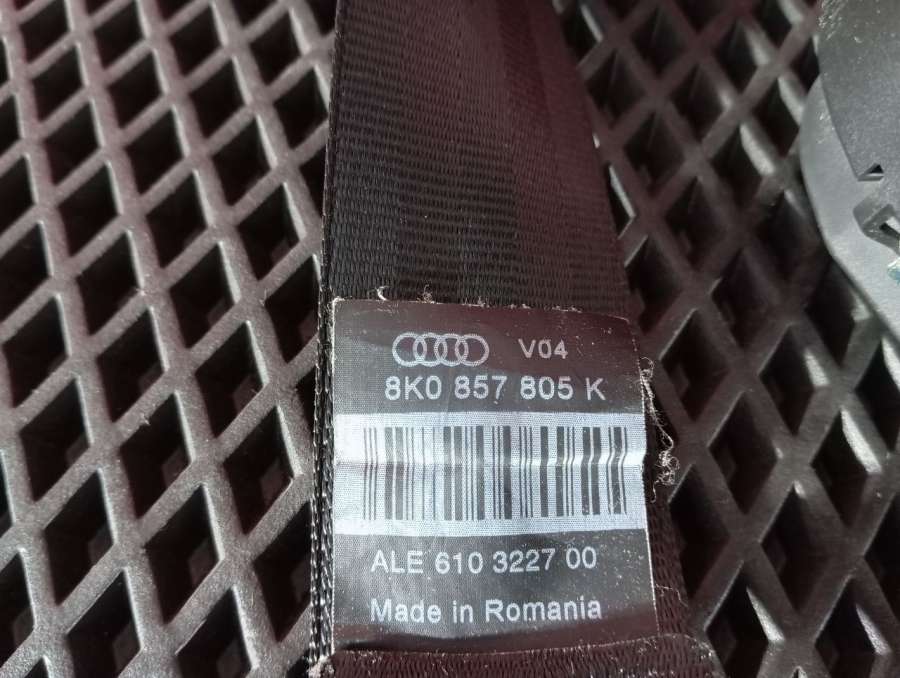 V04
8K0 857 805 K
ALE 610 3227 00
Made in Romania